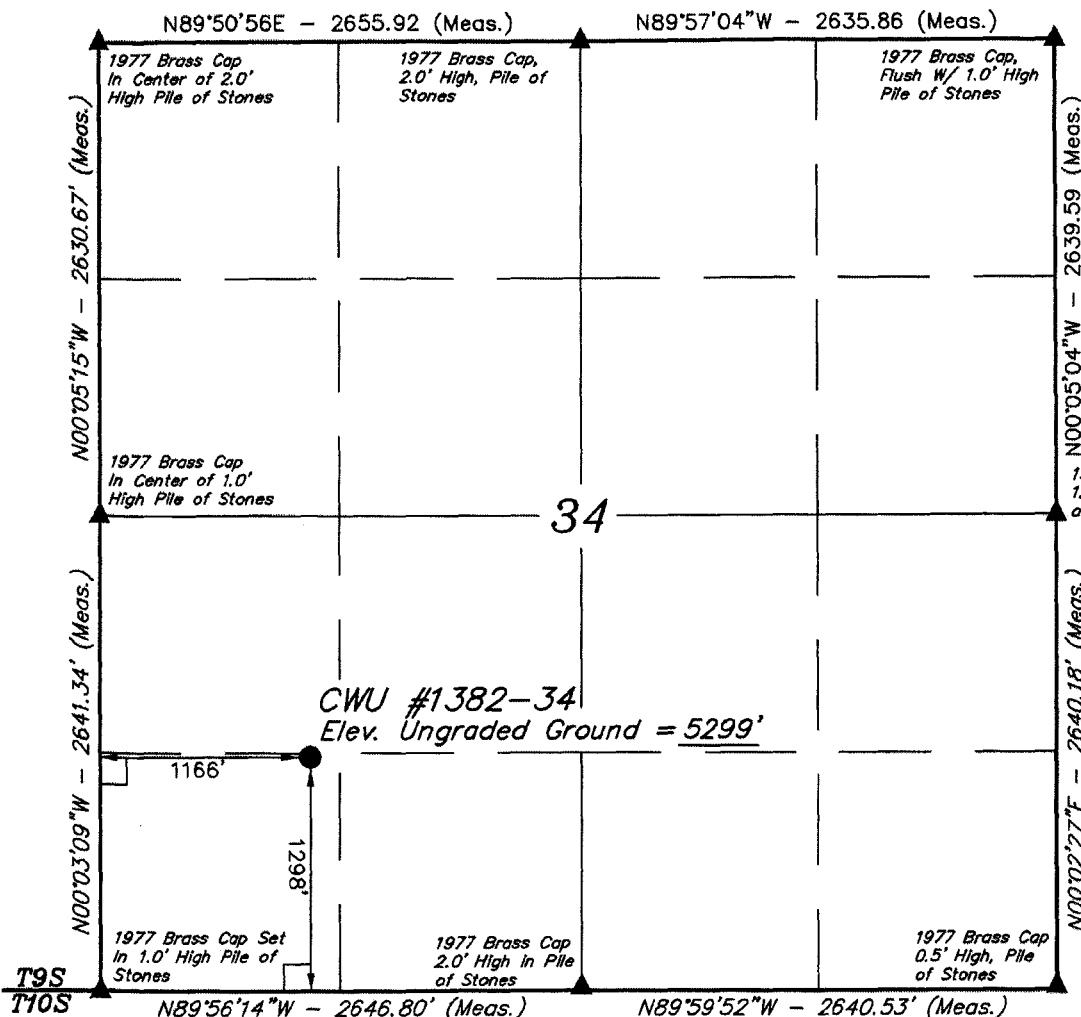 N89°50'56E - 2655.92 (Meas.)
N89°57'04"W - 2635.86 (Meas.)
1977 Brass Cap
In Center of 2.0'
High Pile of Stones
1977 Brass Cap,
2.0' High, Pile of
Stones
1977 Brass Cap,
Flush W/ 1.0' High
Pile of Stones
N00°05'15"W - 2630.67' (Meas.)
N00°05'04"W - 2639.59 (Meas.)
1977 Brass Cap
In Center of 1.0'
High Pile of Stones
34
N00°03'09"W - 2641.34' (Meas.)
N00°02'27"E - 2640.18' (Meas.)
CWU #1382-34
Elev. Ungraded Ground = 5299'
1166'
1298'
1977 Brass Cap Set
In 1.0' High Pile of
Stones
1977 Brass Cap
2.0' High in Pile
of Stones
1977 Brass Cap
0.5' High, Pile
of Stones
T9S
T10S
N89°56'14"W - 2646.80' (Meas.)
N89°59'52"W - 2640.53' (Meas.)